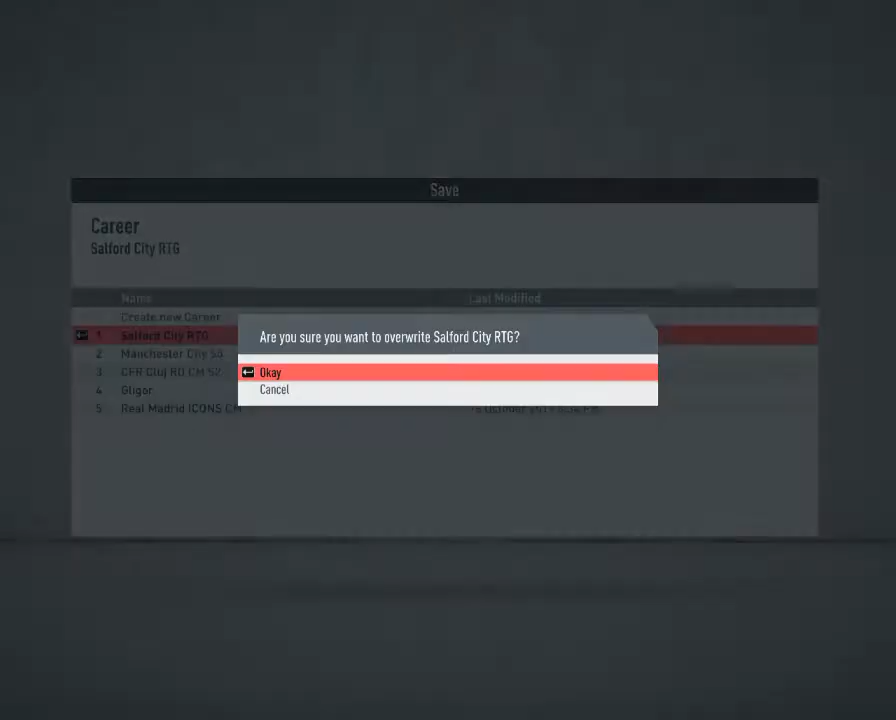 Save
Career
Salford City RTG
Name Last Modified
Create new Career
1 Salford City RTG
2 Manchester City
3 CFR Cluj RO CM S2
4 Gligor
5 Real Madrid ICONS CM
Are you sure you want to overwrite Salford City RTG?
Okay
Cancel